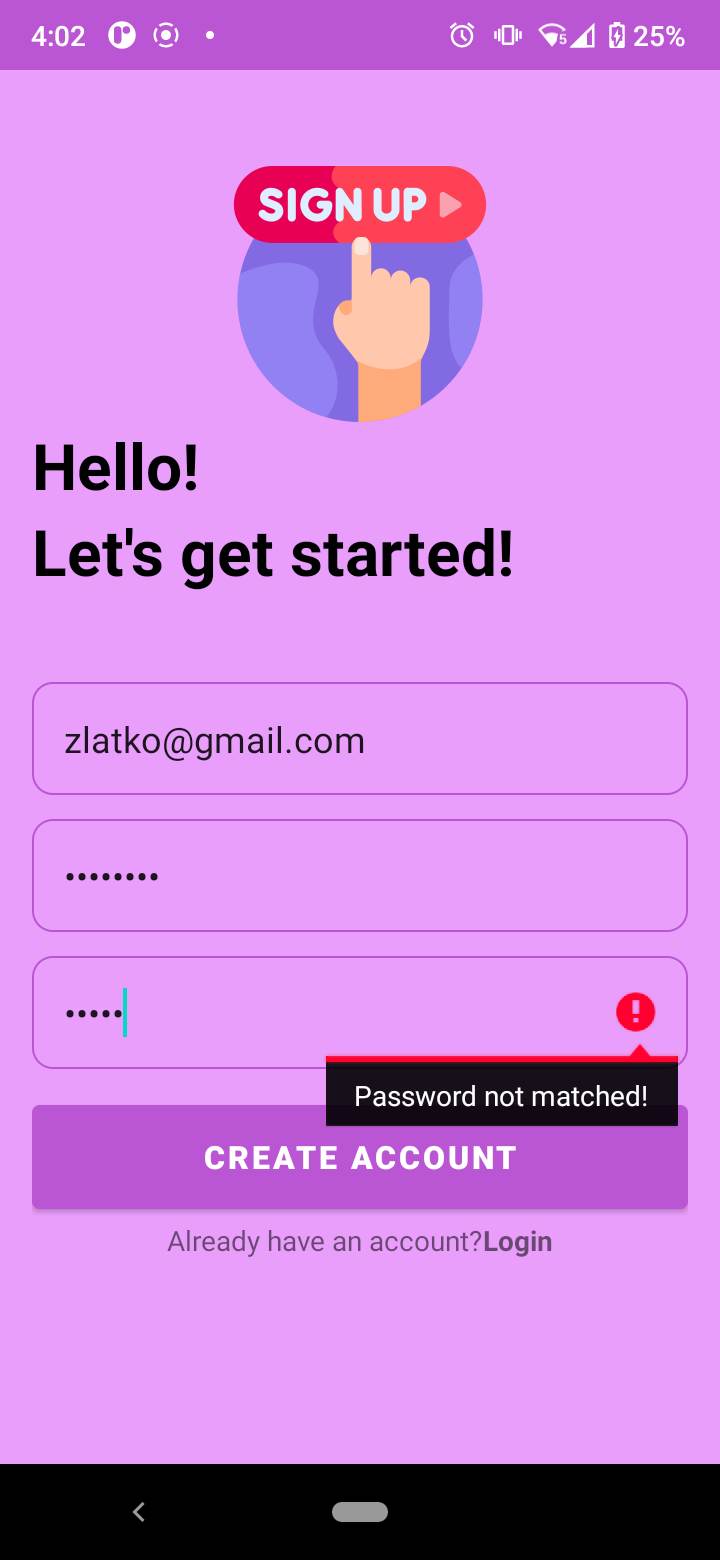 4:02 5 25%
SIGN UP
Hello!
Let's get started!
zlatko@gmail.com
••••••••
•••••
Password not matched!
CREATE ACCOUNT
Already have an account?Login